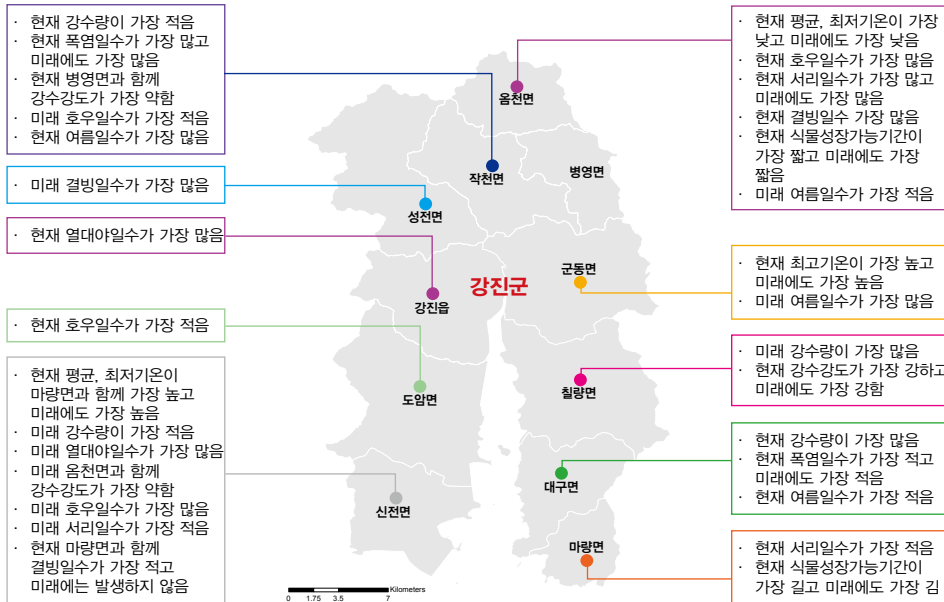 · 현재 강수량이 가장 적음
· 현재 폭염일수가 가장 많고
미래에도 가장 많음
· 현재 병영면과 함께
강수강도가 가장 약함
· 미래 호우일수가 가장 적음
· 현재 여름일수가 가장 많음
· 미래 결빙일수가 가장 많음
· 현재 열대야일수가 가장 많음
· 현재 호우일수가 가장 적음
· 현재 평균, 최저기온이
마량면과 함께 가장 높고
미래에도 가장 높음
· 미래 강수량이 가장 적음
· 미래 열대야일수가 가장 많음
· 미래 옴천면과 함께
강수강도가 가장 약함
· 미래 호우일수가 가장 많음
· 미래 서리일수가 가장 적음
· 현재 마량면과 함께
결빙일수가 가장 적고
미래에는 발생하지 않음
옴천면
작천면
병영면
성전면
군동면
강진군
강진읍
도암면
칠량면
대구면
신전면
마량면
Kilometers
0 1.75 3.5 7
· 현재 평균, 최저기온이 가장
낮고 미래에도 가장 낮음
· 현재 호우일수가 가장 많음
· 현재 서리일수가 가장 많고
미래에도 가장 많음
· 현재 결빙일수 가장 많음
· 현재 식물성장가능기간이
가장 짧고 미래에도 가장
짧음
· 미래 여름일수가 가장 적음
· 현재 최고기온이 가장 높고
미래에도 가장 높음
· 미래 여름일수가 가장 많음
· 미래 강수량이 가장 많음
· 현재 강수강도가 가장 강하고
미래에도 가장 강함
· 현재 강수량이 가장 많음
· 현재 폭염일수가 가장 적고
미래에도 가장 적음
· 현재 여름일수가 가장 적음
· 현재 서리일수가 가장 적음
· 현재 식물성장가능기간이
가장 길고 미래에도 가장 김